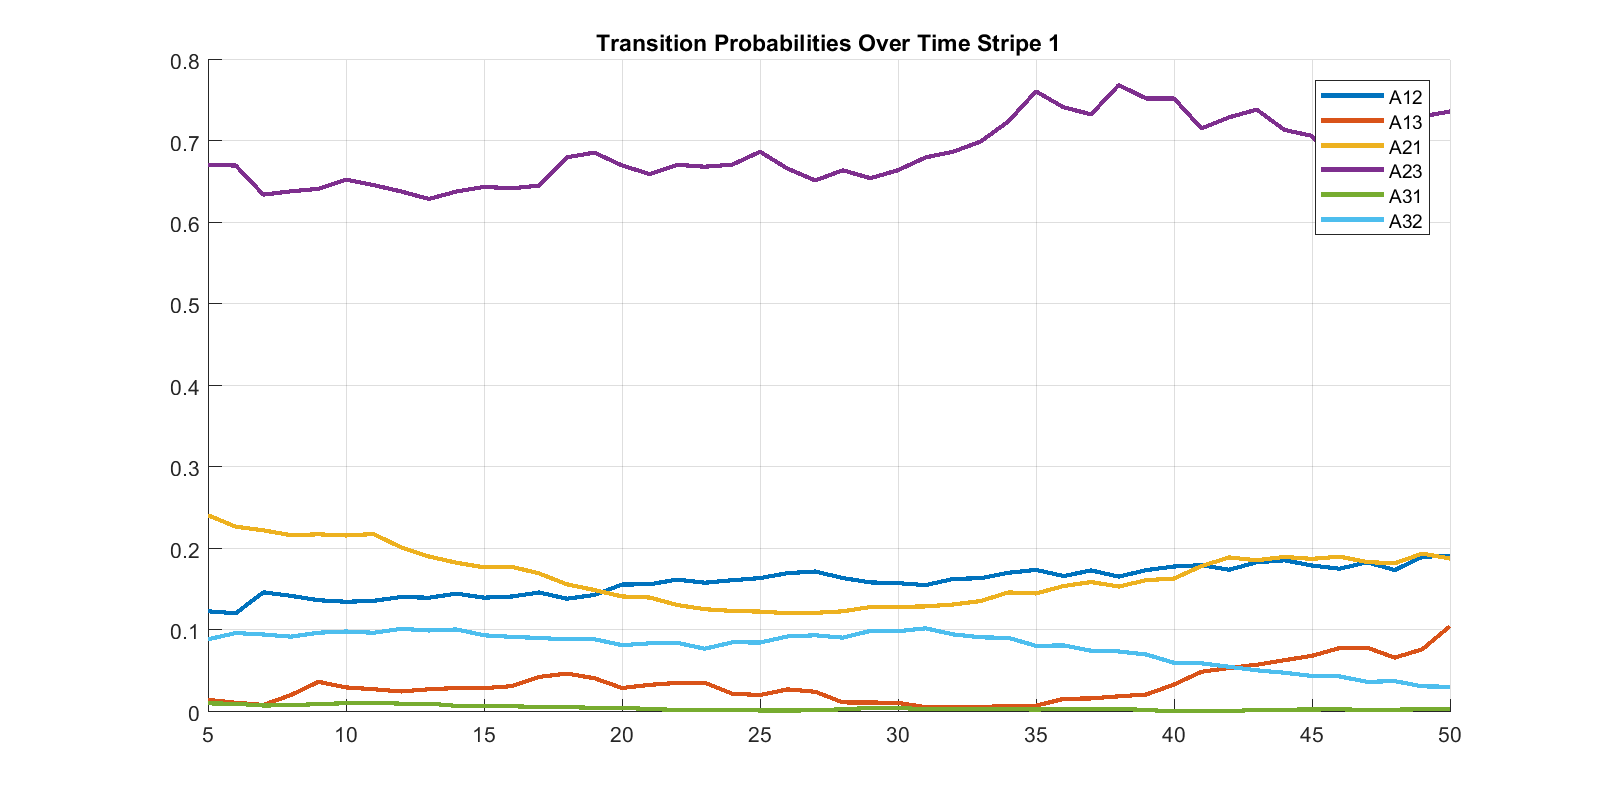 Transition Probabilities Over Time Stripe 1
0.8
0.7
0.6
0.5
0.4
0.3
0.2
0.1
0
5 10 15 20 25 30 35 40 45 50
A12
A13
A21
A23
A31
A32